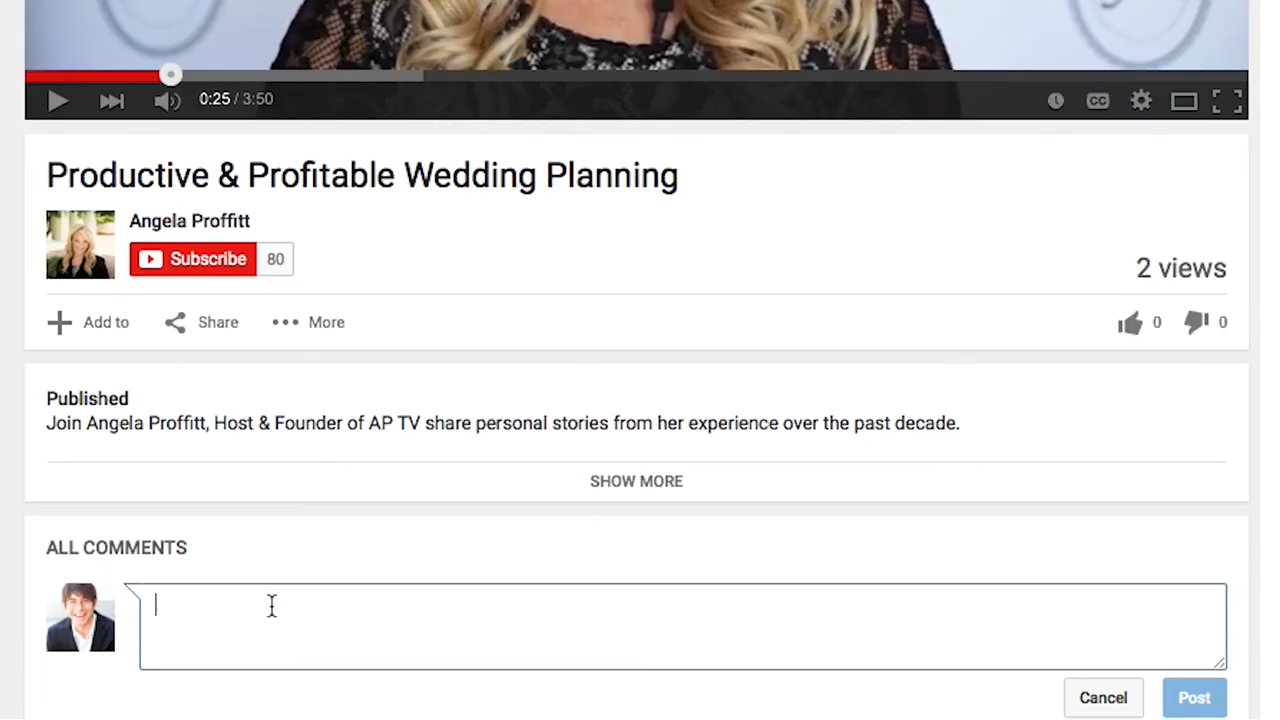 0:25 / 3:50
CC
Productive & Profitable Wedding Planning
Angela Proffitt
Subscribe 80
2 views
Add to Share More 0 0
Published
Join Angela Proffitt, Host & Founder of AP TV share personal stories from her experience over the past decade.
SHOW MORE
ALL COMMENTS
Cancel Post